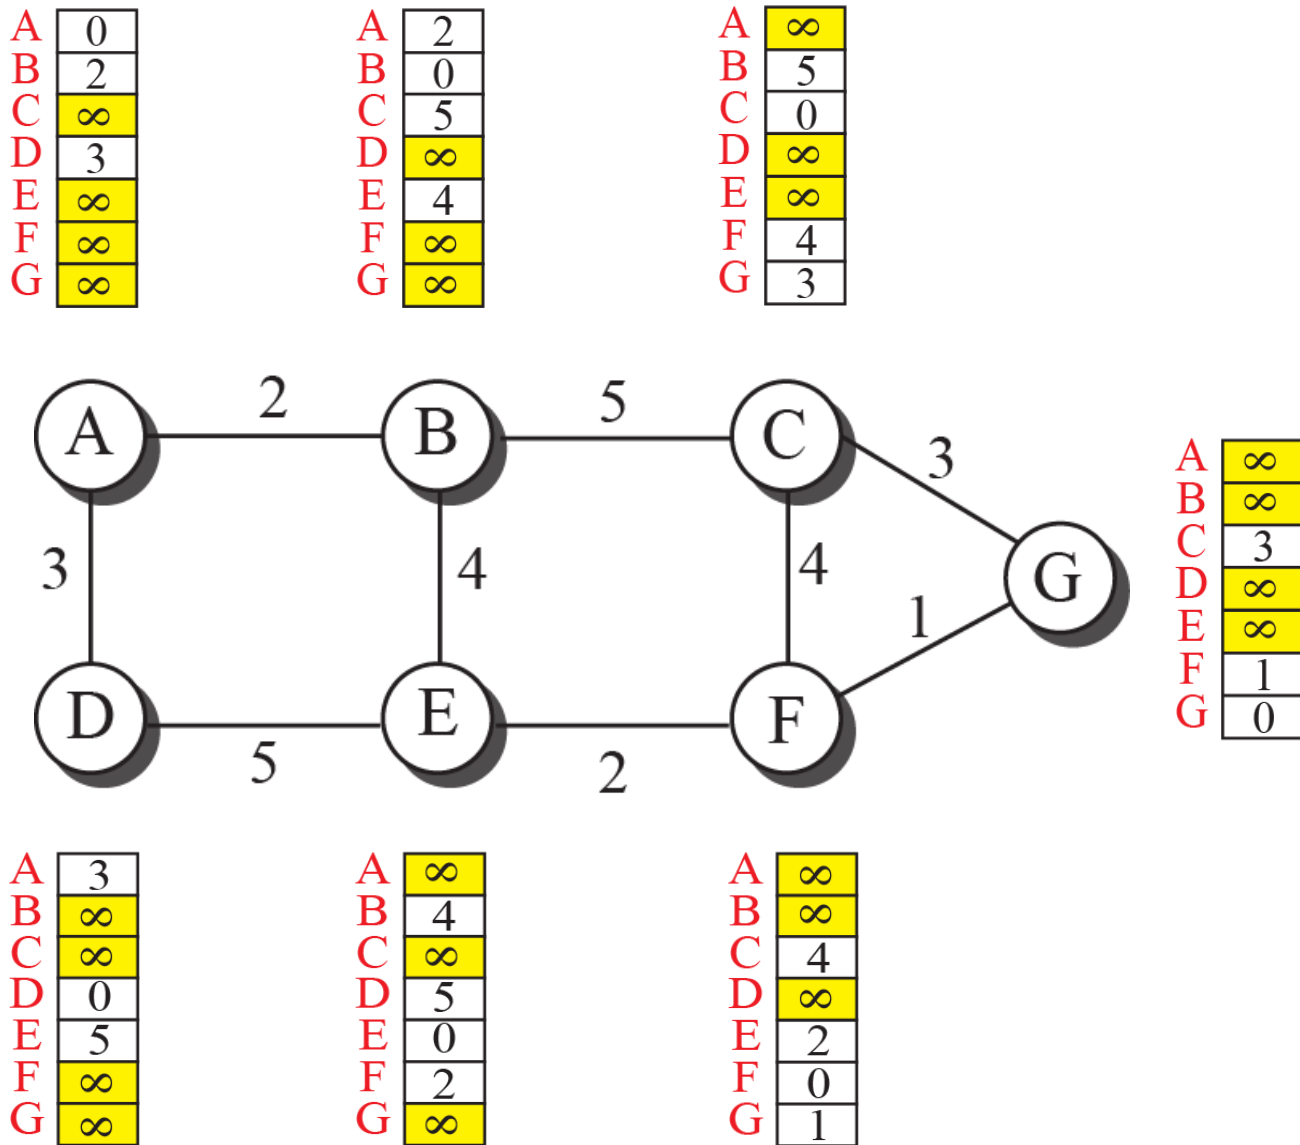 A 0
B 2
C ∞
D 3
E ∞
F ∞
G ∞
A 2
B 0
C 5
D ∞
E 4
F ∞
G ∞
A ∞
B 5
C 0
D ∞
E ∞
F 4
G 3
A 2 B 5 C
3
3 4 4
G
1
D 5 E 2 F
A ∞
B ∞
C 3
D ∞
E ∞
F 1
G 0
A 3
B ∞
C ∞
D 0
E 5
F ∞
G ∞
A ∞
B 4
C ∞
D 5
E 0
F 2
G ∞
A ∞
B ∞
C 4
D ∞
E 2
F 0
G 1